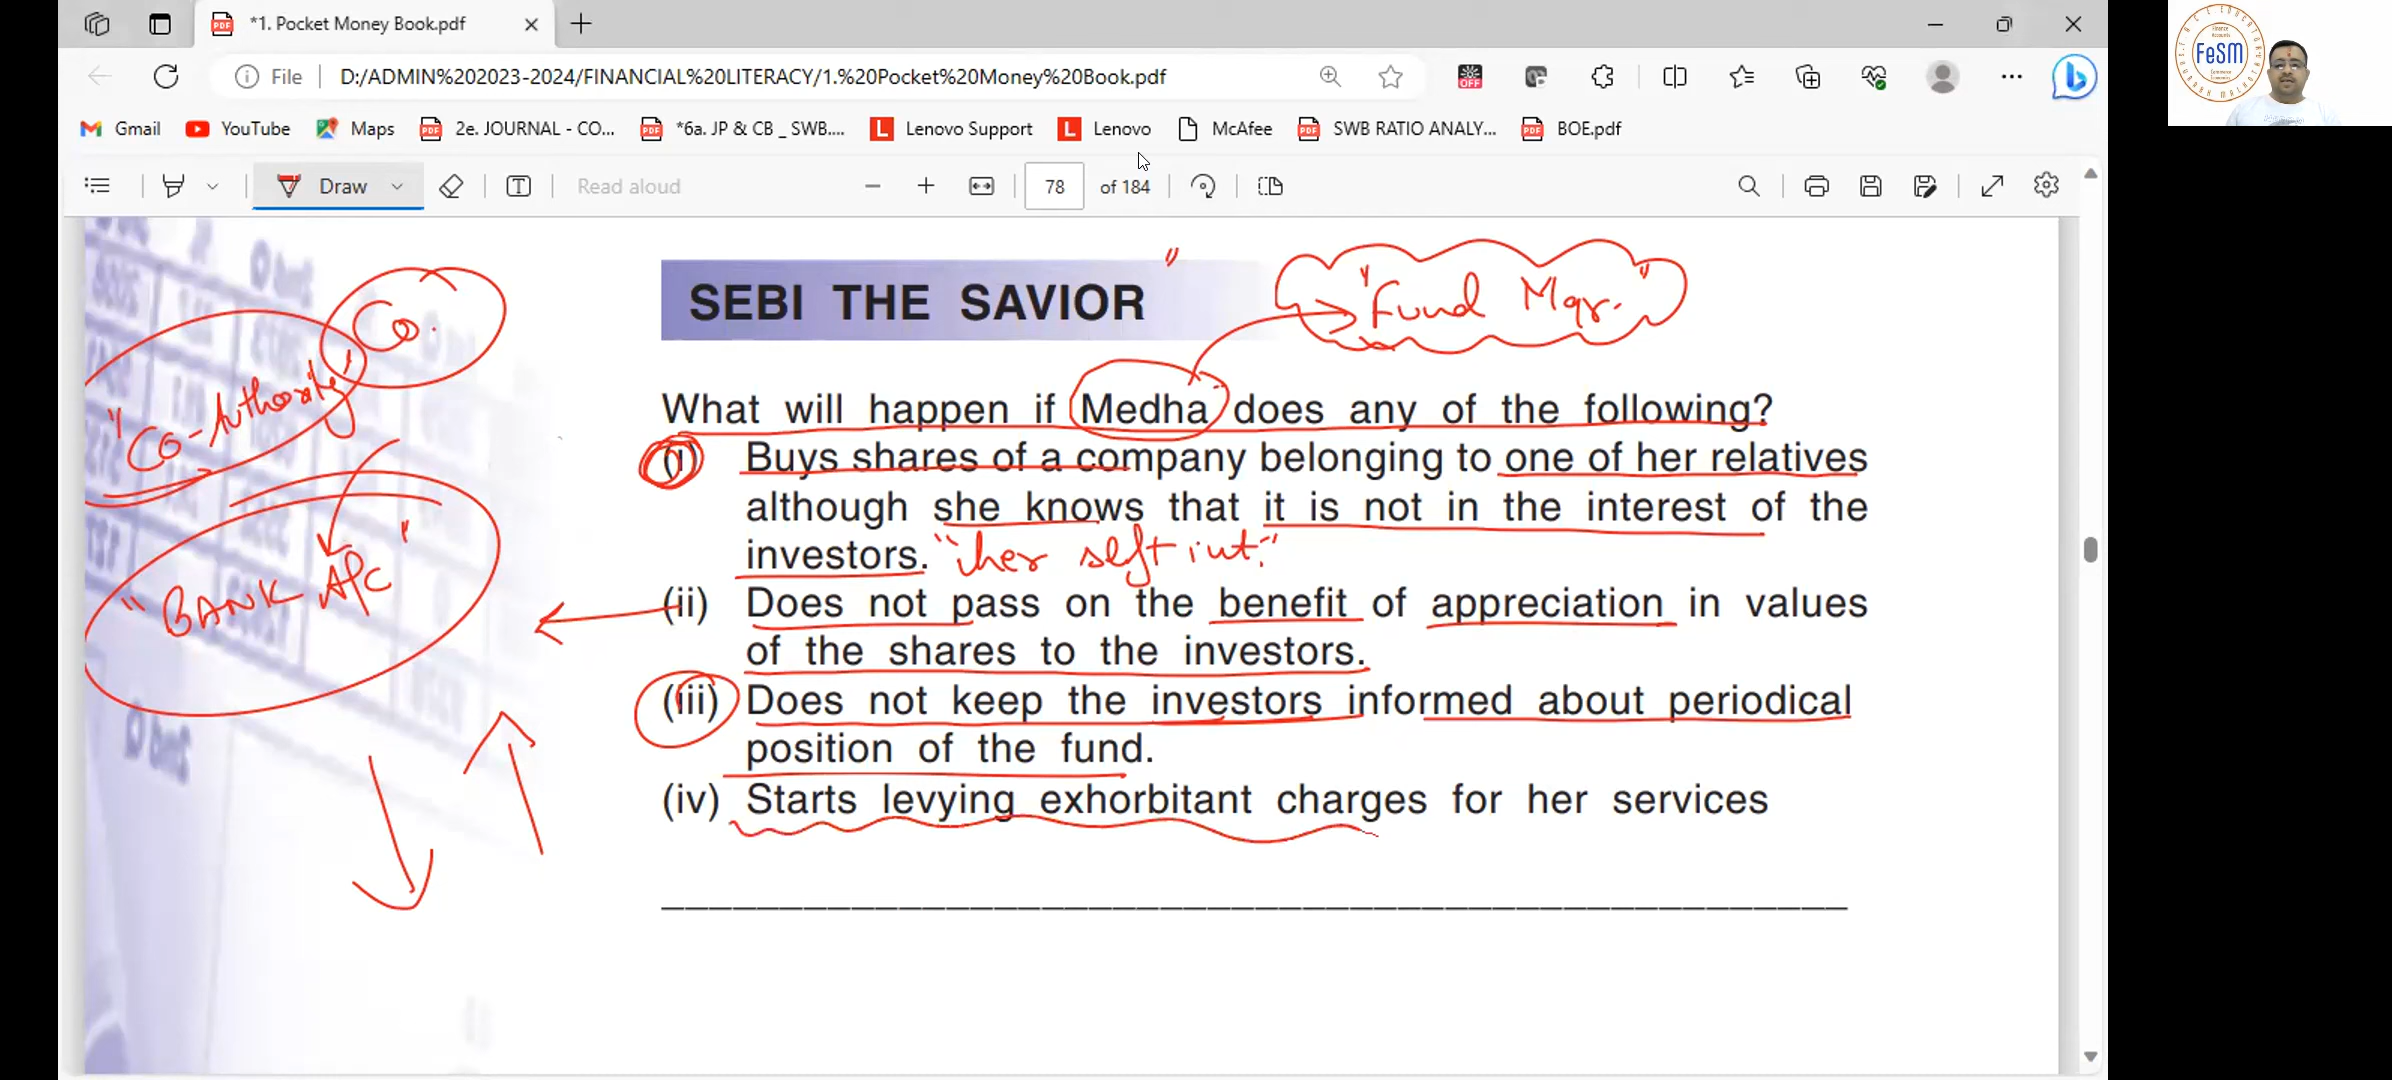 *1. Pocket Money Book.pdf
File D:/ADMIN%202023-2024/FINANCIAL%20LITERACY/1.%20Pocket%20Money%20Book.pdf
OFF
FeSM
Gmail YouTube Maps 2e. JOURNAL - CO... *6a. JP & CB _ SWB.... Lenovo Support Lenovo McAfee SWB RATIO ANALY... BOE.pdf
Draw Read aloud 78 of 184
SEBI THE SAVIOR
"Fund Mgr."
Co.
"Co-Authority"
What will happen if Medha does any of the following?
(i) Buys shares of a company belonging to one of her relatives
although she knows that it is not in the interest of the
investors. "her self int."
"BANK A/C"
(ii) Does not pass on the benefit of appreciation in values
of the shares to the investors.
(iii) Does not keep the investors informed about periodical
position of the fund.
(iv) Starts levying exhorbitant charges for her services